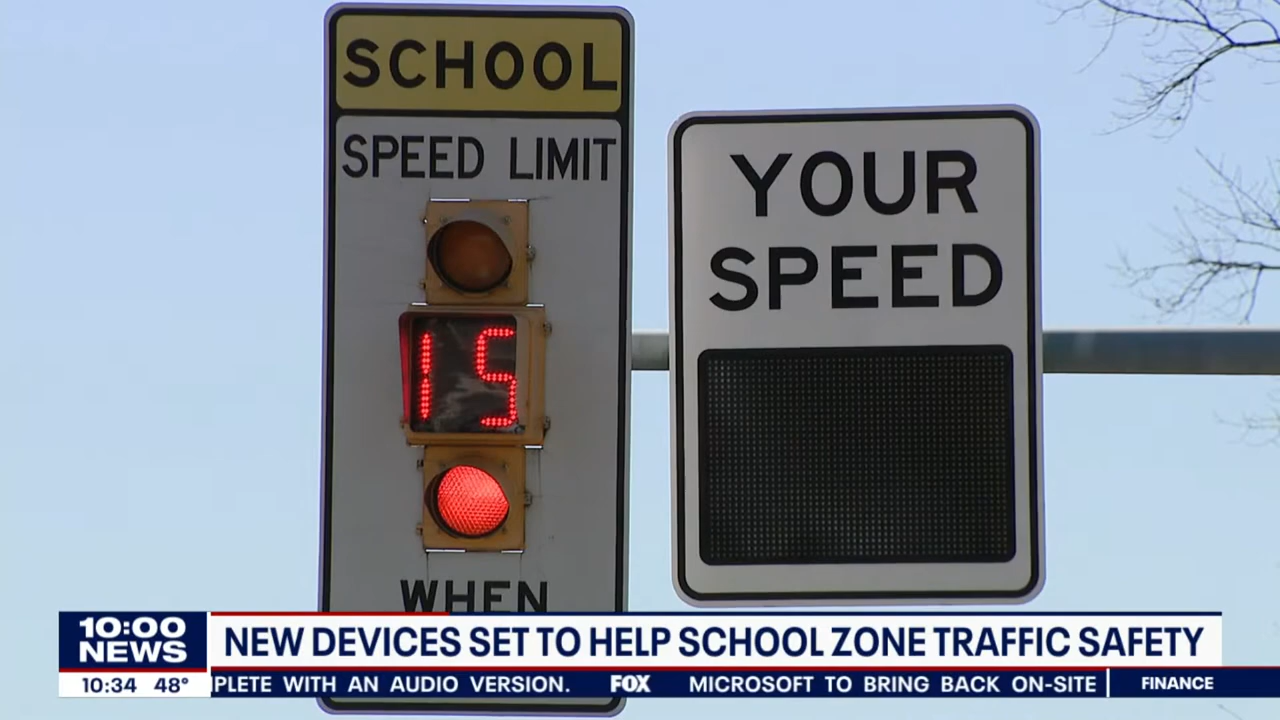 SCHOOL
SPEED LIMIT
15
WHEN
YOUR
SPEED
10:00
NEWS
NEW DEVICES SET TO HELP SCHOOL ZONE TRAFFIC SAFETY
10:34 48° PLETE WITH AN AUDIO VERSION. FOX MICROSOFT TO BRING BACK ON-SITE FINANCE